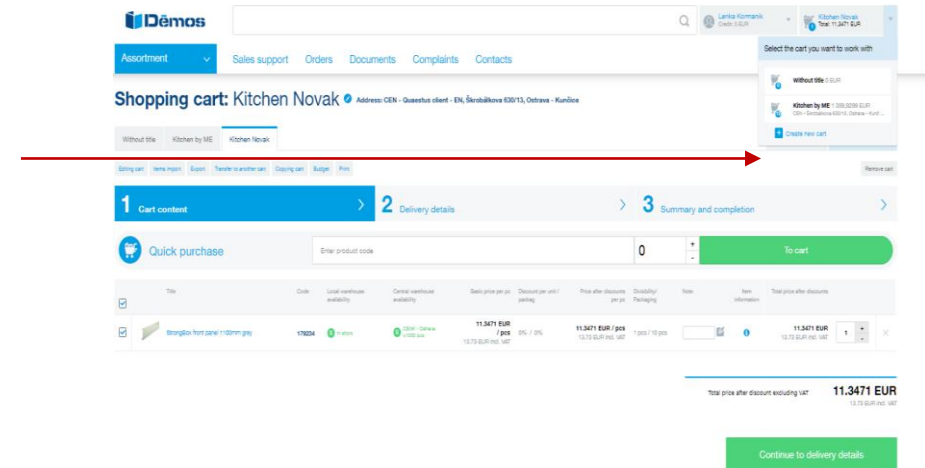 Dēmos
Lenka Kormanik
Credit: 0 EUR
Kitchen Novak
Total: 11.3471 EUR
Assortment
Sales support Orders Documents Complaints Contacts
Select the cart you want to work with
Without title 0 EUR
Kitchen by ME
+ Create new cart
Shopping cart: Kitchen Novak Address: CEN - Quaestus client - EN, Škrobálkova 630/13, Ostrava - Kunčice
Without title Kitchen by ME Kitchen Novak
Editing cart Items import Export Transfer to another cart Copying cart Budget Print Remove cart
1 Cart content 2 Delivery details 3 Summary and completion
Quick purchase Enter product code 0 + - To cart
Title Code Local warehouse availability Central warehouse availability Basic price per pc Discount per unit / packag Price after discounts per pc Divisibility/ Packaging Note Item information Total price after discounts
StrongBox front panel 1100mm grey 178224 In store 11.3471 EUR / pcs 0% / 0% 11.3471 EUR / pcs 1 pcs / 10 pcs 11.3471 EUR 1 + -
13.73 EUR incl. VAT 13.73 EUR incl. VAT 13.73 EUR incl. VAT
Total price after discount excluding VAT 11.3471 EUR
13.73 EUR incl. VAT
Continue to delivery details